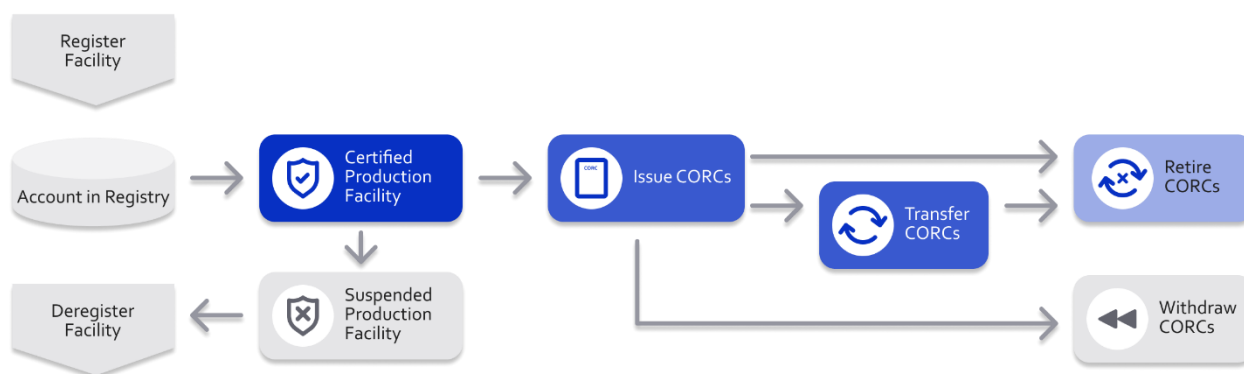 Register
Facility
Account in Registry
Certified
Production
Facility
CORC
Issue CORCs
Transfer
CORCs
Retire
CORCs
Deregister
Facility
Suspended
Production
Facility
Withdraw
CORCs